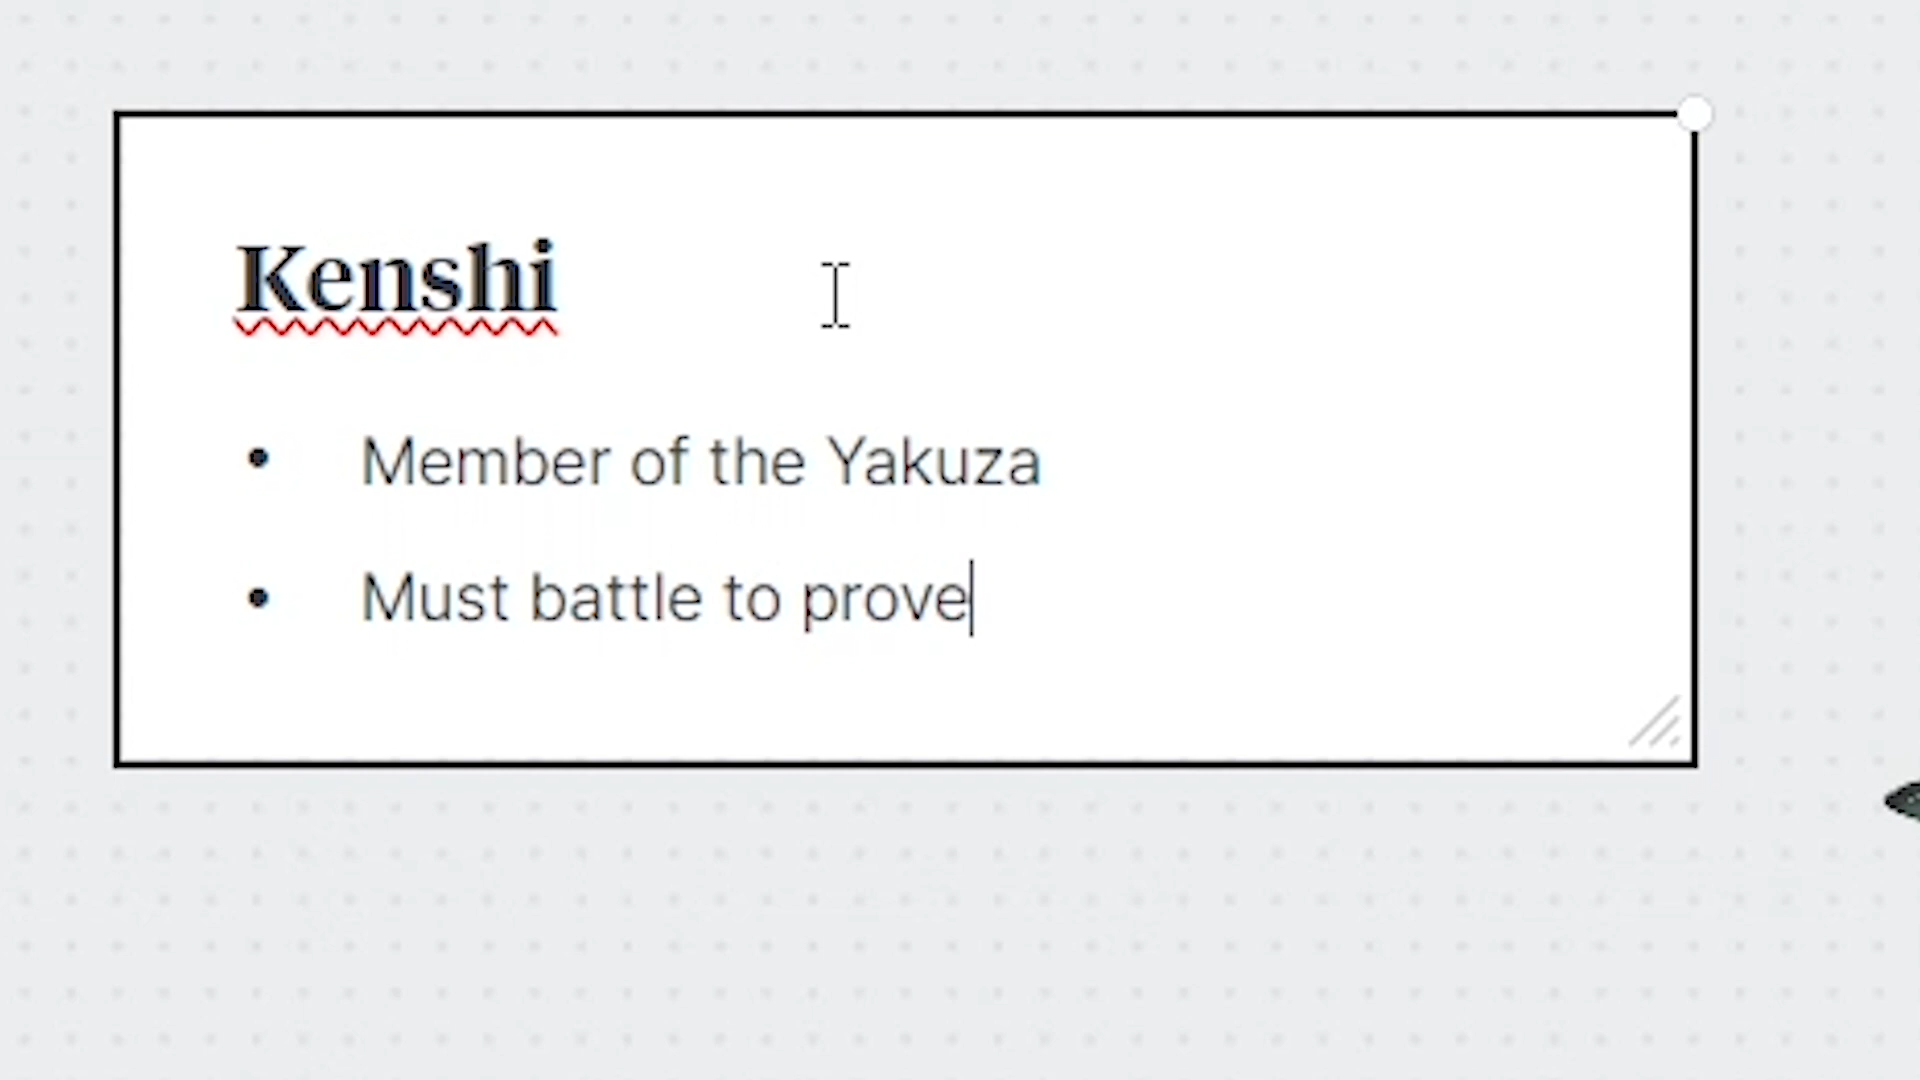 Kenshi
• Member of the Yakuza
• Must battle to prove